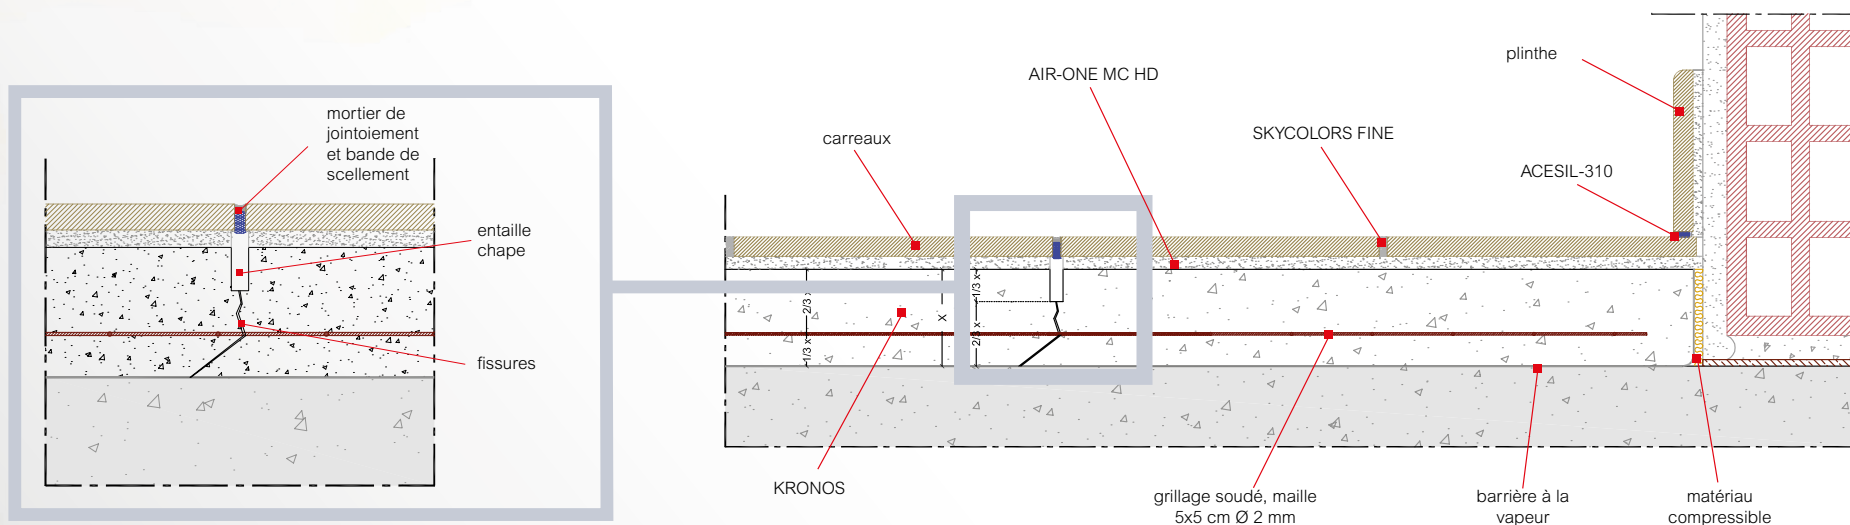 mortier de
jointoiement
et bande de
scellement
entaille
chape
fissures
carreaux
AIR-ONE MC HD
SKYCOLORS FINE
plinthe
ACESIL-310
1/3 x
2/3 x
X
1/3 x
2/3 x
KRONOS
grillage soudé, maille
5x5 cm Ø 2 mm
barrière à la
vapeur
matériau
compressible